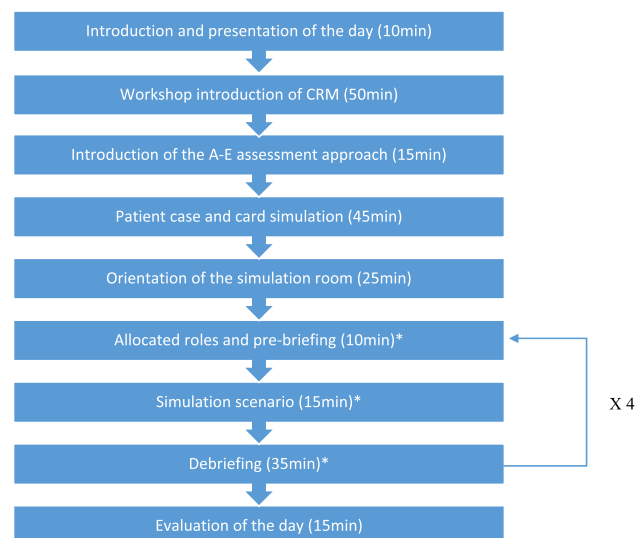 Introduction and presentation of the day (10min)
Workshop introduction of CRM (50min)
Introduction of the A-E assessment approach (15min)
Patient case and card simulation (45min)
Orientation of the simulation room (25min)
Allocated roles and pre-briefing (10min)*
Simulation scenario (15min)*
X 4
Debriefing (35min)*
Evaluation of the day (15min)